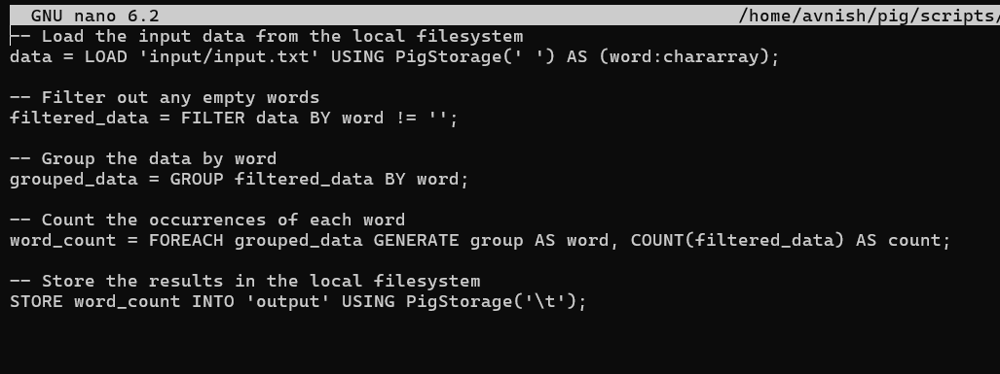 GNU nano 6.2 /home/avnish/pig/scripts/
-- Load the input data from the local filesystem
data = LOAD 'input/input.txt' USING PigStorage(' ') AS (word:chararray);
-- Filter out any empty words
filtered_data = FILTER data BY word != '';
-- Group the data by word
grouped_data = GROUP filtered_data BY word;
-- Count the occurrences of each word
word_count = FOREACH grouped_data GENERATE group AS word, COUNT(filtered_data) AS count;
-- Store the results in the local filesystem
STORE word_count INTO 'output' USING PigStorage('\t');